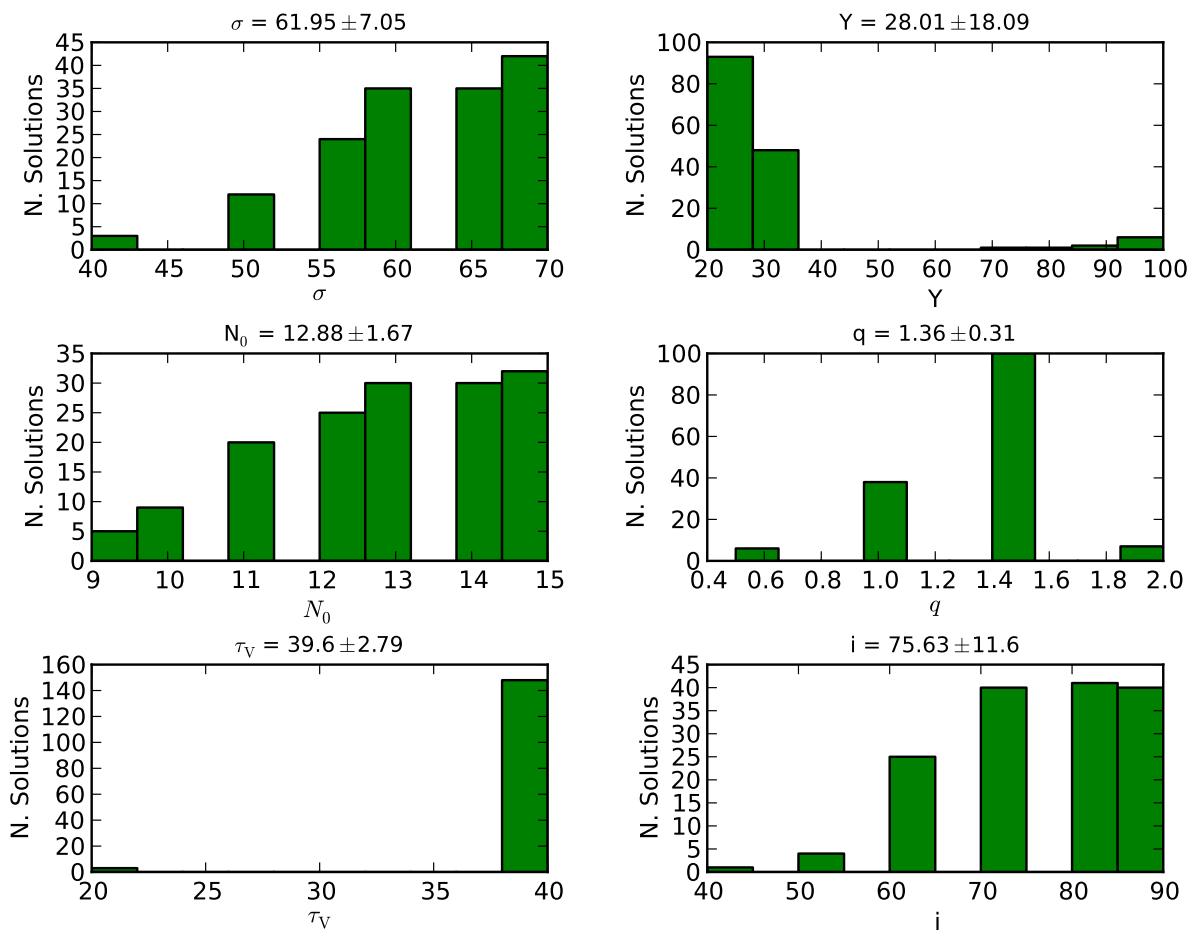 σ = 61.95±7.05
N. Solutions
45
40
35
30
25
20
15
10
5
0
40 45 50 55 60 65 70
σ
Y = 28.01±18.09
N. Solutions
100
80
60
40
20
0
20 30 40 50 60 70 80 90 100
Y
N₀ = 12.88±1.67
N. Solutions
35
30
25
20
15
10
5
0
9 10 11 12 13 14 15
N₀
q = 1.36±0.31
N. Solutions
100
80
60
40
20
0
0.4 0.6 0.8 1.0 1.2 1.4 1.6 1.8 2.0
q
τ_V = 39.6±2.79
N. Solutions
160
140
120
100
80
60
40
20
0
20 25 30 35 40
τ_V
i = 75.63±11.6
N. Solutions
45
40
35
30
25
20
15
10
5
0
40 50 60 70 80 90
i